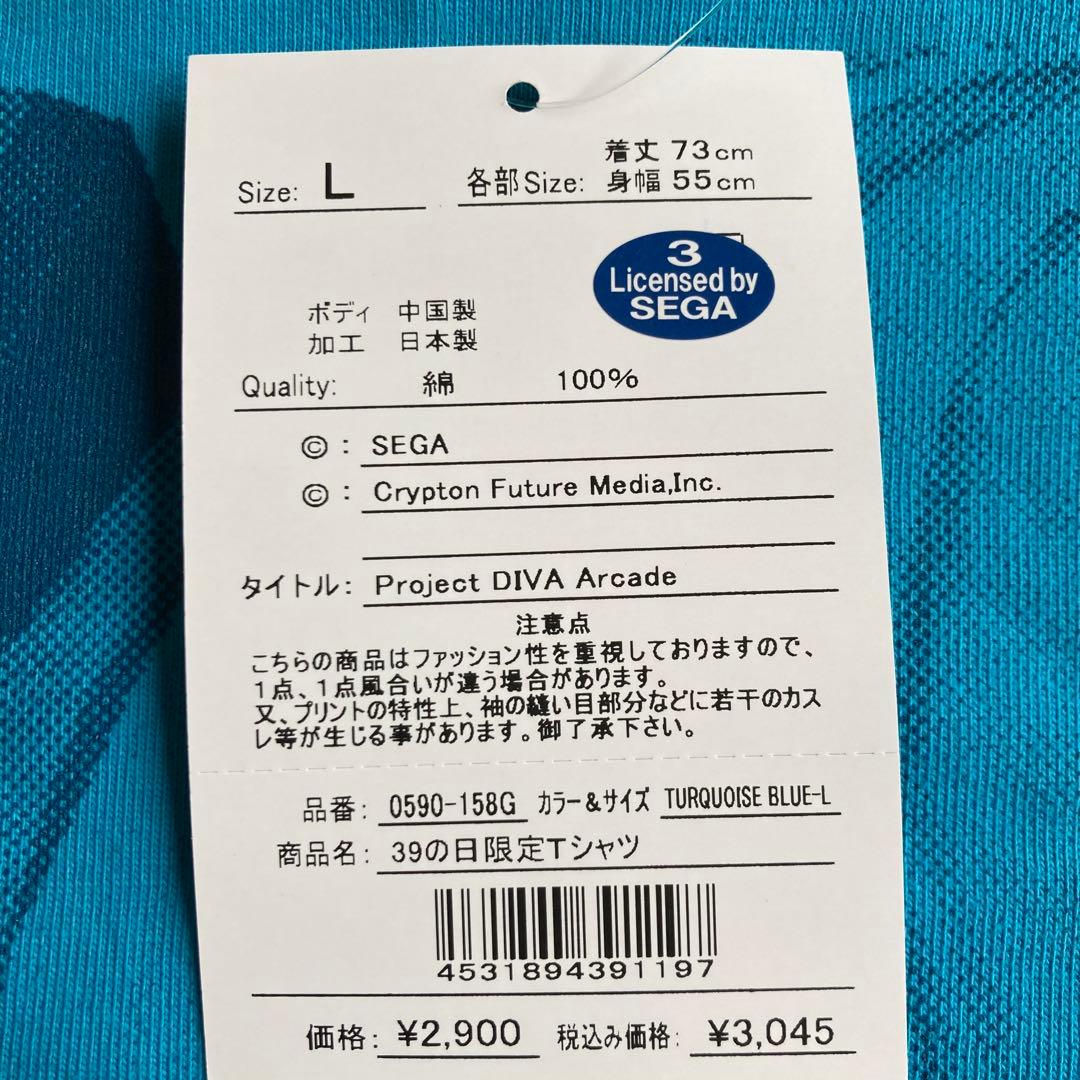 Size: L
各部Size: 着丈 73cm
身幅 55cm
3
Licensed by
SEGA
ボディ 中国製
加工 日本製
Quality: 綿 100%
©: SEGA
©: Crypton Future Media,Inc.
タイトル: Project DIVA Arcade
注意点
こちらの商品はファッション性を重視しておりますので、
1点、1点風合いが違う場合があります。
又、プリントの特性上、袖の縫い目部分などに若干のカス
レ等が生じる事があります。御了承下さい。
品番: 0590-158G カラー&サイズ TURQUOISE BLUE-L
商品名: 39の日限定Tシャツ
4531894391197
価格: ¥2,900 税込み価格: ¥3,045